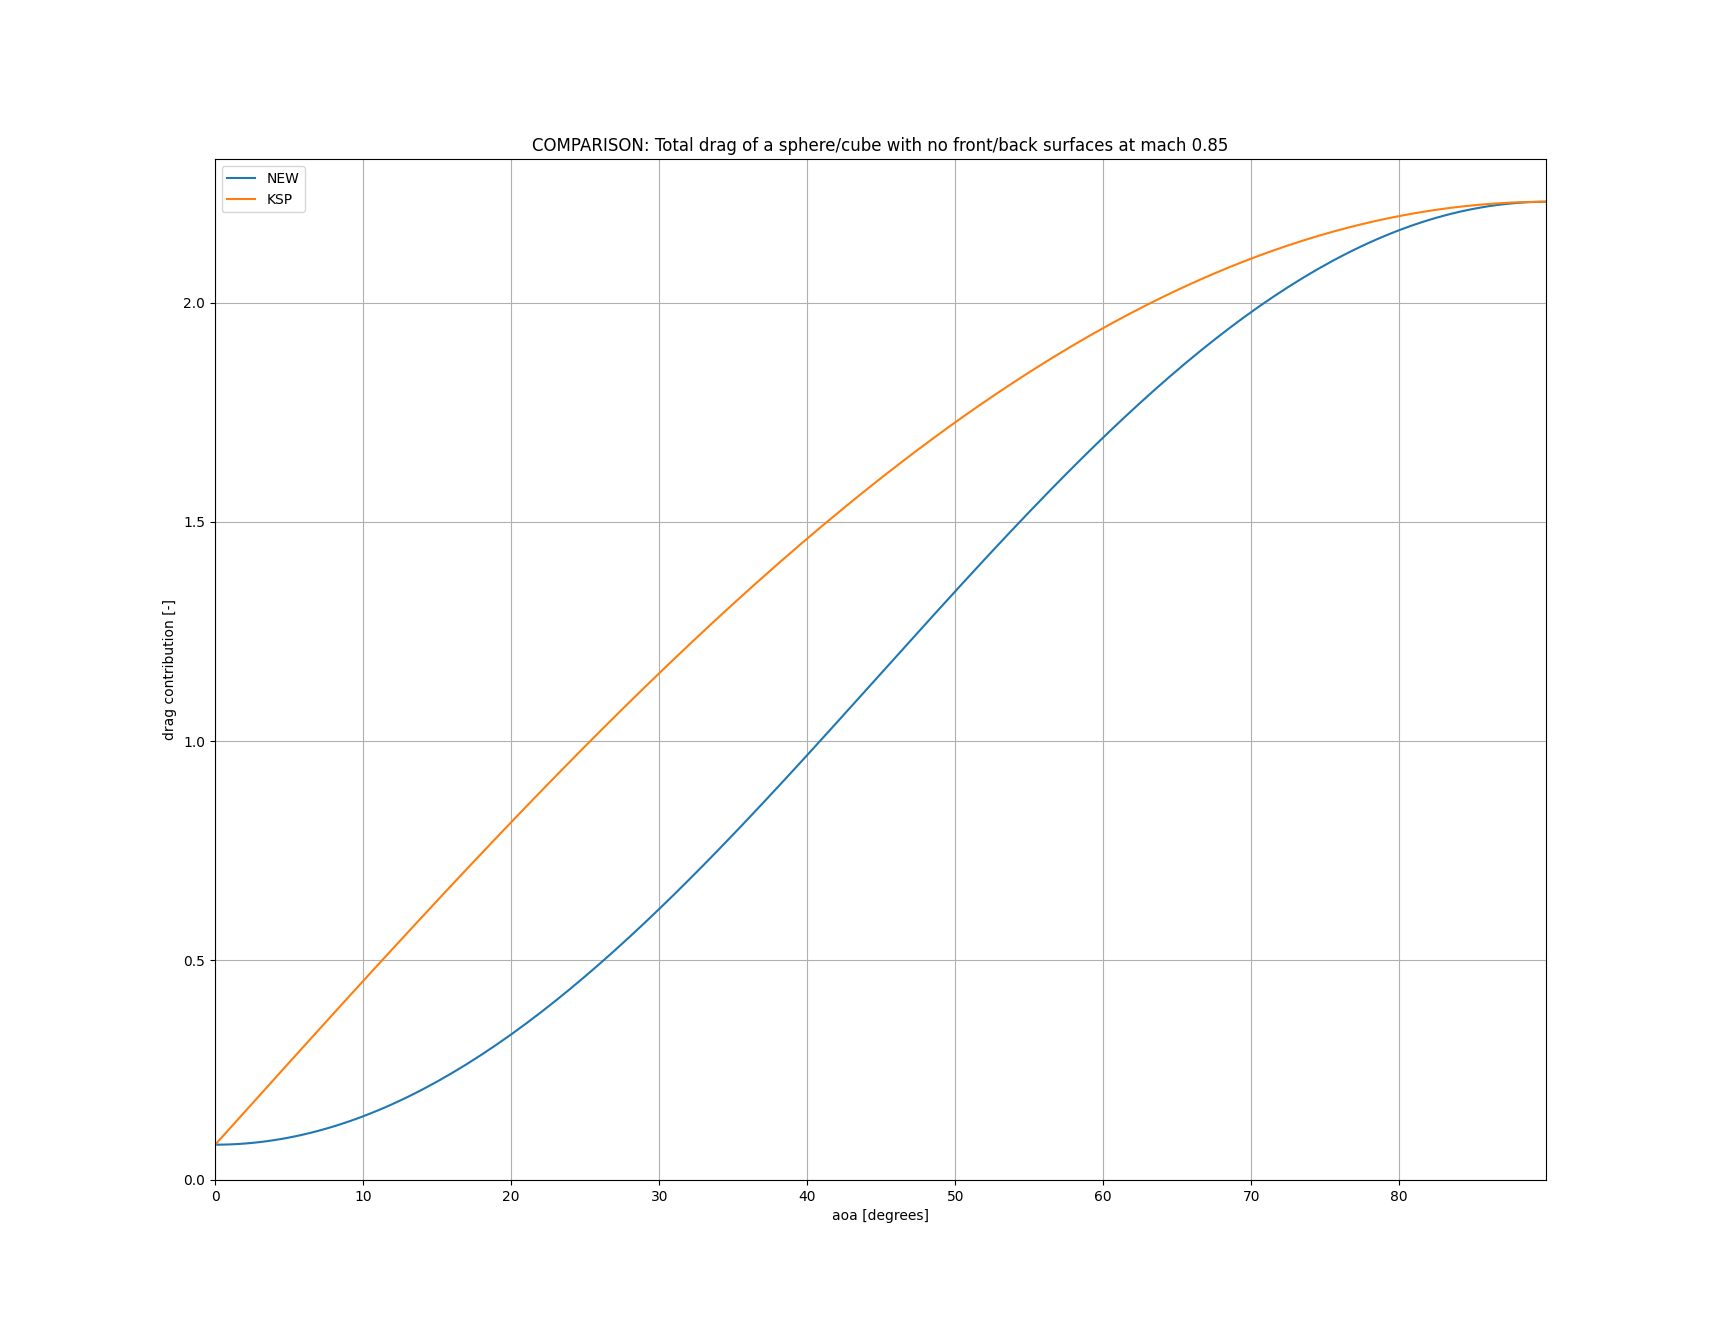 COMPARISON: Total drag of a sphere/cube with no front/back surfaces at mach 0.85
NEW
KSP
drag contribution [-]
2.0
1.5
1.0
0.5
0.0
0 10 20 30 40 50 60 70 80
aoa [degrees]